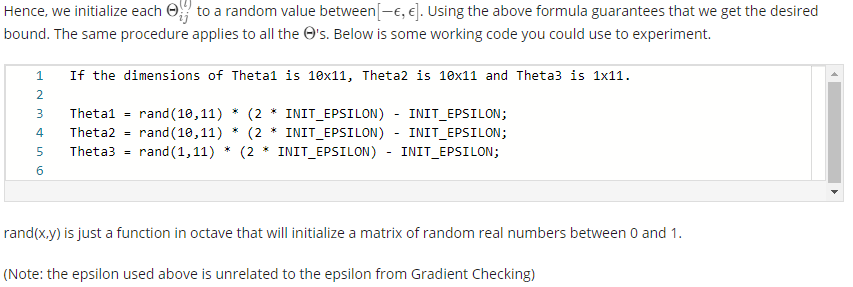 Hence, we initialize each Θ_{ij}^{(l)} to a random value between[−ϵ, ϵ]. Using the above formula guarantees that we get the desired
bound. The same procedure applies to all the Θ's. Below is some working code you could use to experiment.
1 If the dimensions of Theta1 is 10x11, Theta2 is 10x11 and Theta3 is 1x11.
2
3 Theta1 = rand(10,11) * (2 * INIT_EPSILON) - INIT_EPSILON;
4 Theta2 = rand(10,11) * (2 * INIT_EPSILON) - INIT_EPSILON;
5 Theta3 = rand(1,11) * (2 * INIT_EPSILON) - INIT_EPSILON;
6
rand(x,y) is just a function in octave that will initialize a matrix of random real numbers between 0 and 1.
(Note: the epsilon used above is unrelated to the epsilon from Gradient Checking)